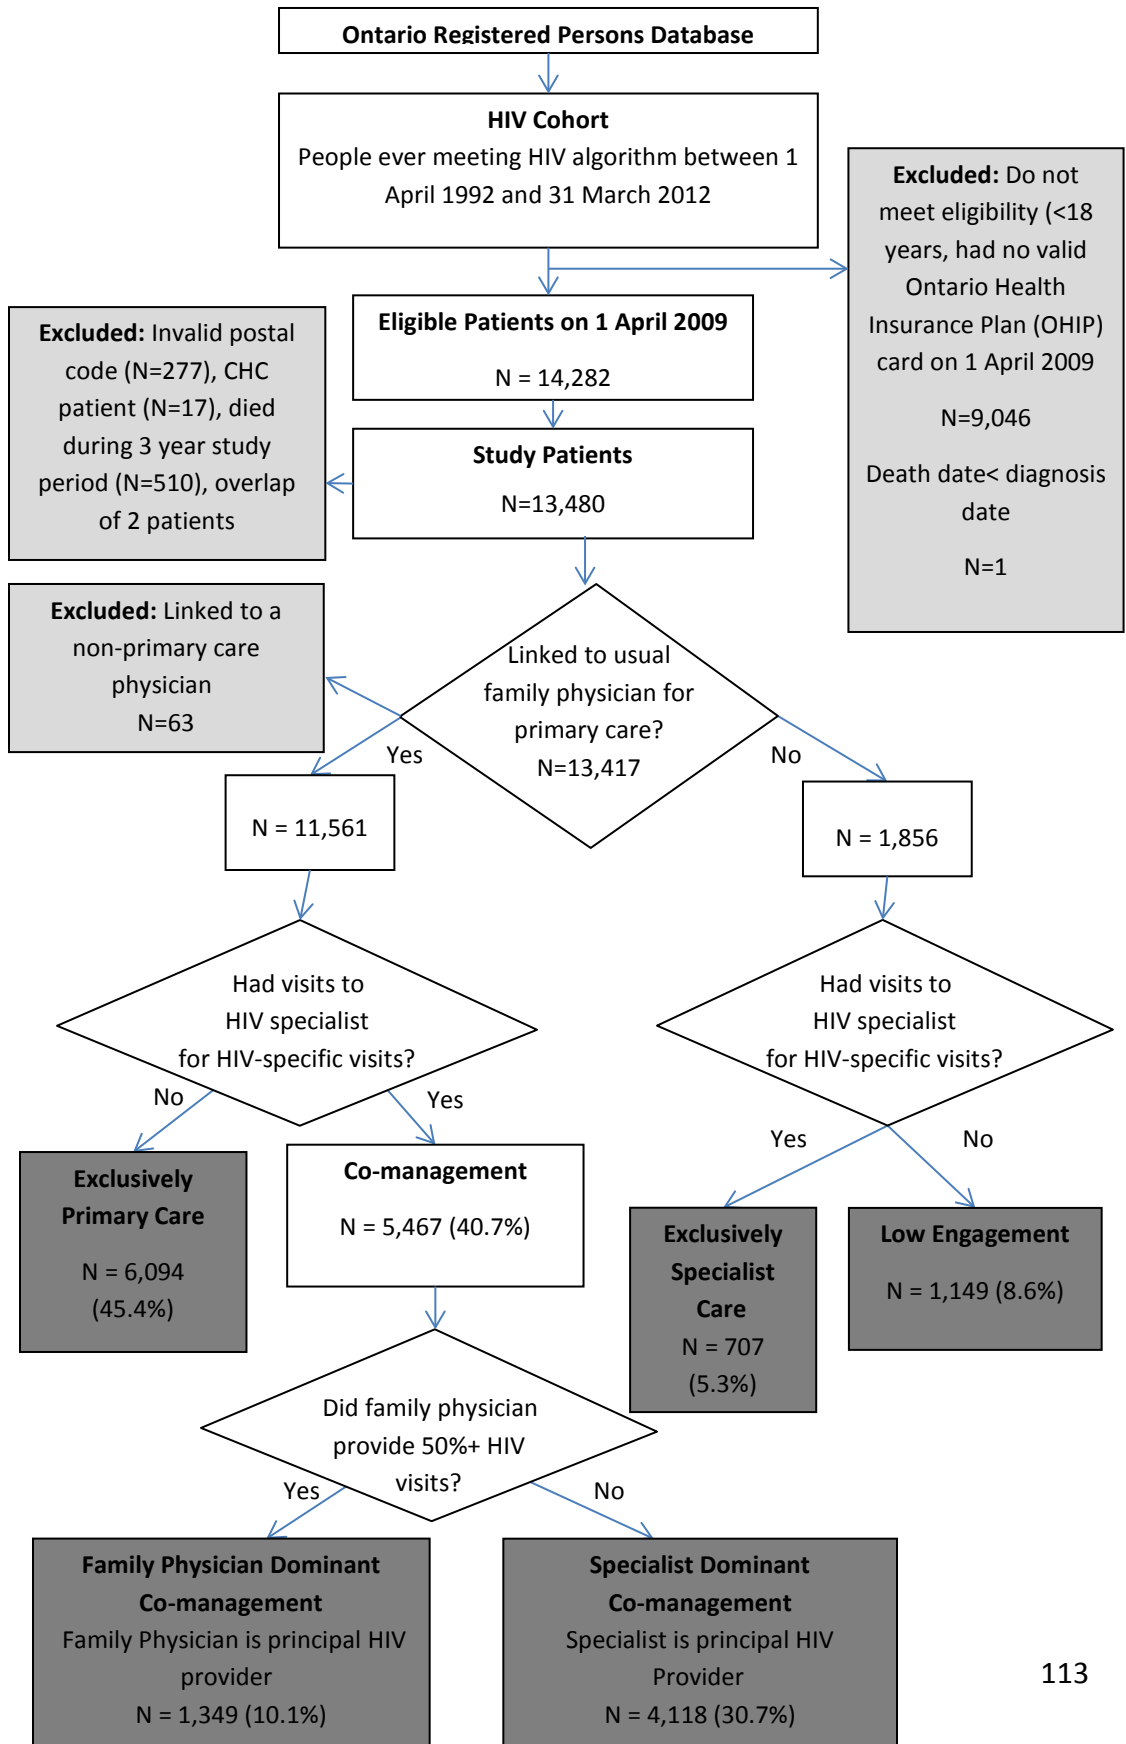 Ontario Registered Persons Database
HIV Cohort
People ever meeting HIV algorithm between 1
April 1992 and 31 March 2012
Excluded: Do not
meet eligibility (<18
years, had no valid
Ontario Health
Insurance Plan (OHIP)
card on 1 April 2009
N=9,046
Death date< diagnosis
date
N=1
Eligible Patients on 1 April 2009
N = 14,282
Excluded: Invalid postal
code (N=277), CHC
patient (N=17), died
during 3 year study
period (N=510), overlap
of 2 patients
Study Patients
N=13,480
Excluded: Linked to a
non-primary care
physician
N=63
Linked to usual
family physician for
primary care?
N=13,417
Yes
No
N = 11,561
N = 1,856
Had visits to
HIV specialist
for HIV-specific visits?
Had visits to
HIV specialist
for HIV-specific visits?
No
Yes
Yes
No
Exclusively
Primary Care
N = 6,094
(45.4%)
Co-management
N = 5,467 (40.7%)
Exclusively
Specialist
Care
N = 707
(5.3%)
Low Engagement
N = 1,149 (8.6%)
Did family physician
provide 50%+ HIV
visits?
Yes
No
Family Physician Dominant
Co-management
Family Physician is principal HIV
provider
N = 1,349 (10.1%)
Specialist Dominant
Co-management
Specialist is principal HIV
Provider
N = 4,118 (30.7%)
113